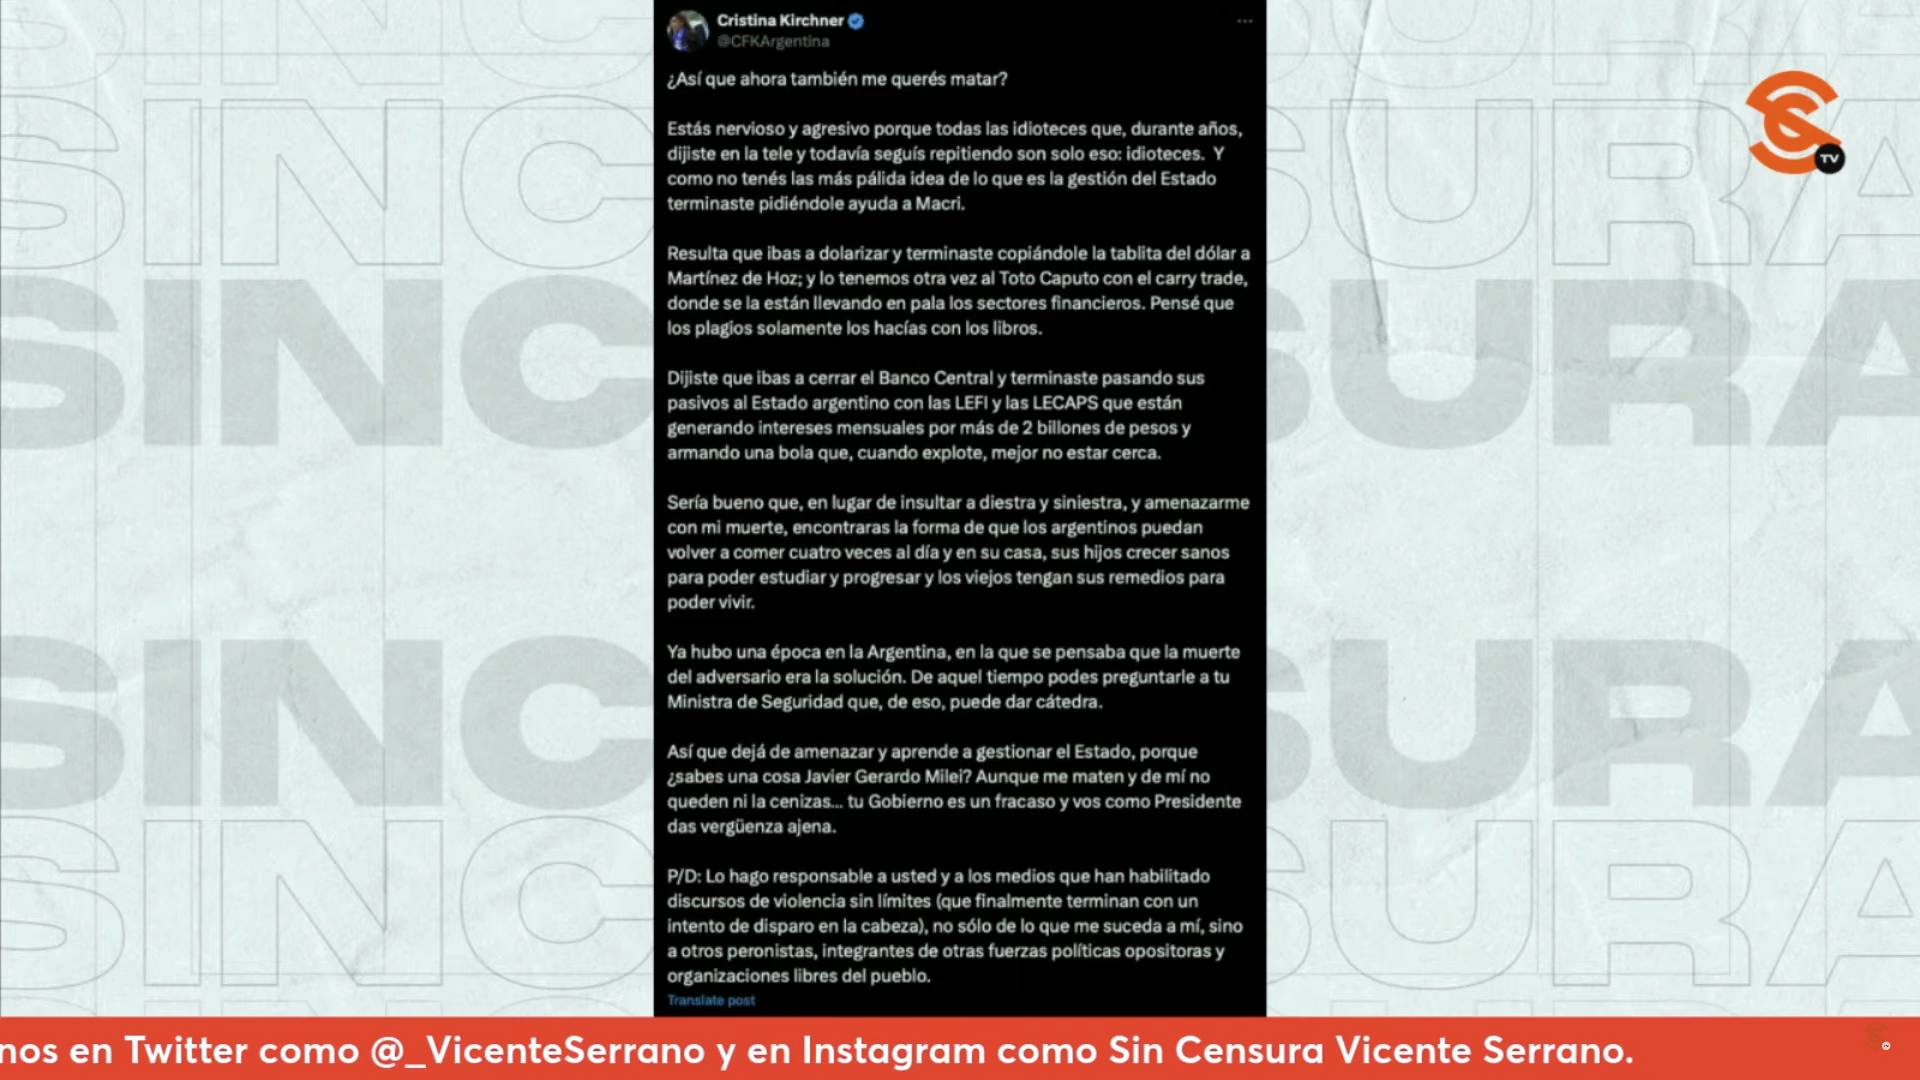 Cristina Kirchner
@CFKArgentina
¿Así que ahora también me querés matar?
Estás nervioso y agresivo porque todas las idioteces que, durante años,
dijiste en la tele y todavía seguís repitiendo son solo eso: idioteces. Y
como no tenés las más pálida idea de lo que es la gestión del Estado
terminaste pidiéndole ayuda a Macri.
Resulta que ibas a dolarizar y terminaste copiándole la tablita del dólar a
Martínez de Hoz; y lo tenemos otra vez al Toto Caputo con el carry trade,
donde se la están llevando en pala los sectores financieros. Pensé que
los plagios solamente los hacías con los libros.
Dijiste que ibas a cerrar el Banco Central y terminaste pasando sus
pasivos al Estado argentino con las LEFI y las LECAPS que están
generando intereses mensuales por más de 2 billones de pesos y
armando una bola que, cuando explote, mejor no estar cerca.
Sería bueno que, en lugar de insultar a diestra y siniestra, y amenazarme
con mi muerte, encontraras la forma de que los argentinos puedan
volver a comer cuatro veces al día y en su casa, sus hijos crecer sanos
para poder estudiar y progresar y los viejos tengan sus remedios para
poder vivir.
Ya hubo una época en la Argentina, en la que se pensaba que la muerte
del adversario era la solución. De aquel tiempo podes preguntarle a tu
Ministra de Seguridad que, de eso, puede dar cátedra.
Así que dejá de amenazar y aprende a gestionar el Estado, porque
¿sabes una cosa Javier Gerardo Milei? Aunque me maten y de mí no
queden ni la cenizas... tu Gobierno es un fracaso y vos como Presidente
das vergüenza ajena.
P/D: Lo hago responsable a usted y a los medios que han habilitado
discursos de violencia sin límites (que finalmente terminan con un
intento de disparo en la cabeza), no sólo de lo que me suceda a mí, sino
a otros peronistas, integrantes de otras fuerzas políticas opositoras y
organizaciones libres del pueblo.
Translate post
TV
SINC SURA
SINC SURA
SINC SURA
SINC SURA
nos en Twitter como @_VicenteSerrano y en Instagram como Sin Censura Vicente Serrano.